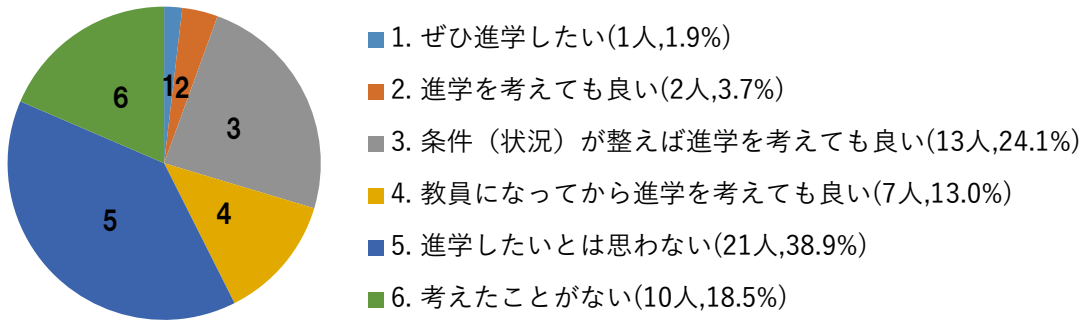 1
2
3
4
5
6
1. ぜひ進学したい(1人,1.9%)
2. 進学を考えても良い(2人,3.7%)
3. 条件（状況）が整えば進学を考えても良い(13人,24.1%)
4. 教員になってから進学を考えても良い(7人,13.0%)
5. 進学したいとは思わない(21人,38.9%)
6. 考えたことがない(10人,18.5%)